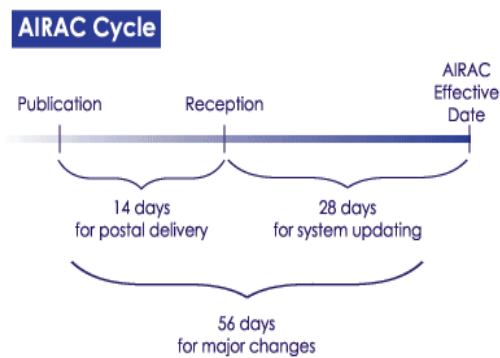 AIRAC Cycle
AIRAC
Effective
Date
Publication
Reception
14 days
for postal delivery
28 days
for system updating
56 days
for major changes